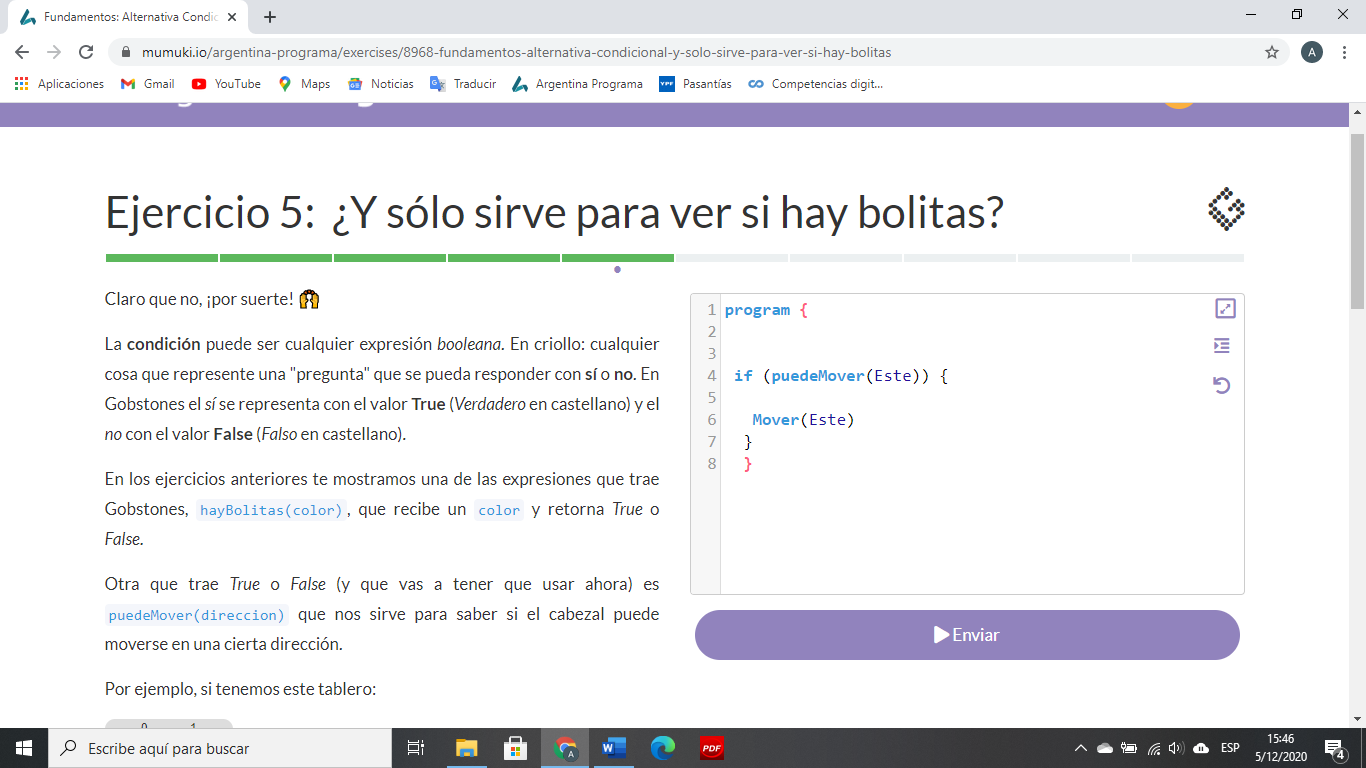 Fundamentos: Alternativa Condic
mumuki.io/argentina-programa/exercises/8968-fundamentos-alternativa-condicional-y-solo-sirve-para-ver-si-hay-bolitas
A
Aplicaciones Gmail YouTube Maps Noticias Traducir Argentina Programa YPF Pasantías Competencias digit...
Ejercicio 5: ¿Y sólo sirve para ver si hay bolitas?
Claro que no, ¡por suerte!
La condición puede ser cualquier expresión booleana. En criollo: cualquier
cosa que represente una "pregunta" que se pueda responder con sí o no. En
Gobstones el sí se representa con el valor True (Verdadero en castellano) y el
no con el valor False (Falso en castellano).
En los ejercicios anteriores te mostramos una de las expresiones que trae
Gobstones, hayBolitas(color), que recibe un color y retorna True o
False.
Otra que trae True o False (y que vas a tener que usar ahora) es
puedeMover(direccion) que nos sirve para saber si el cabezal puede
moverse en una cierta dirección.
Por ejemplo, si tenemos este tablero:
0 1
1 program {
2
3
4 if (puedeMover(Este)) {
5
6 Mover(Este)
7 }
8 }
Enviar
Escribe aquí para buscar
A
W
PDF
ESP
15:46
5/12/2020
4